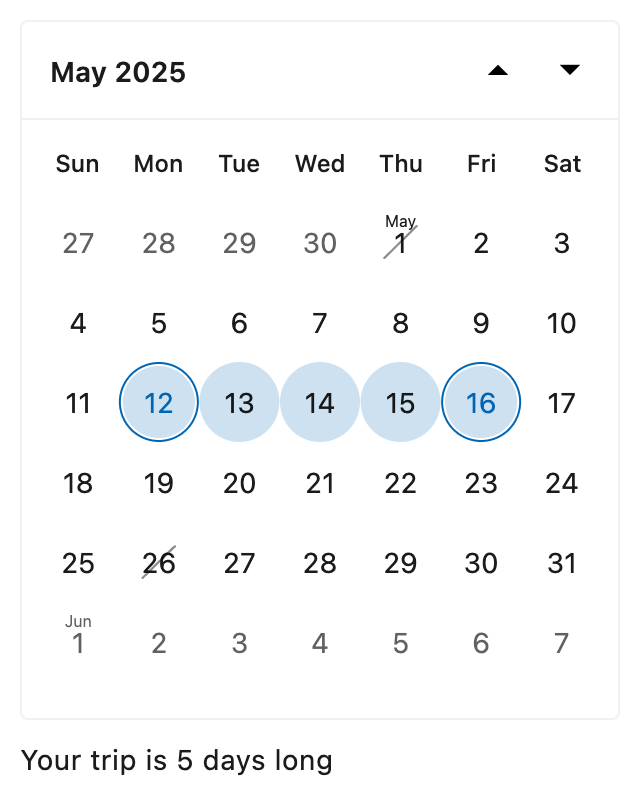 May 2025
Sun Mon Tue Wed Thu Fri Sat
May
27 28 29 30 1 2 3
4 5 6 7 8 9 10
11 12 13 14 15 16 17
18 19 20 21 22 23 24
25 26 27 28 29 30 31
Jun
1 2 3 4 5 6 7
Your trip is 5 days long